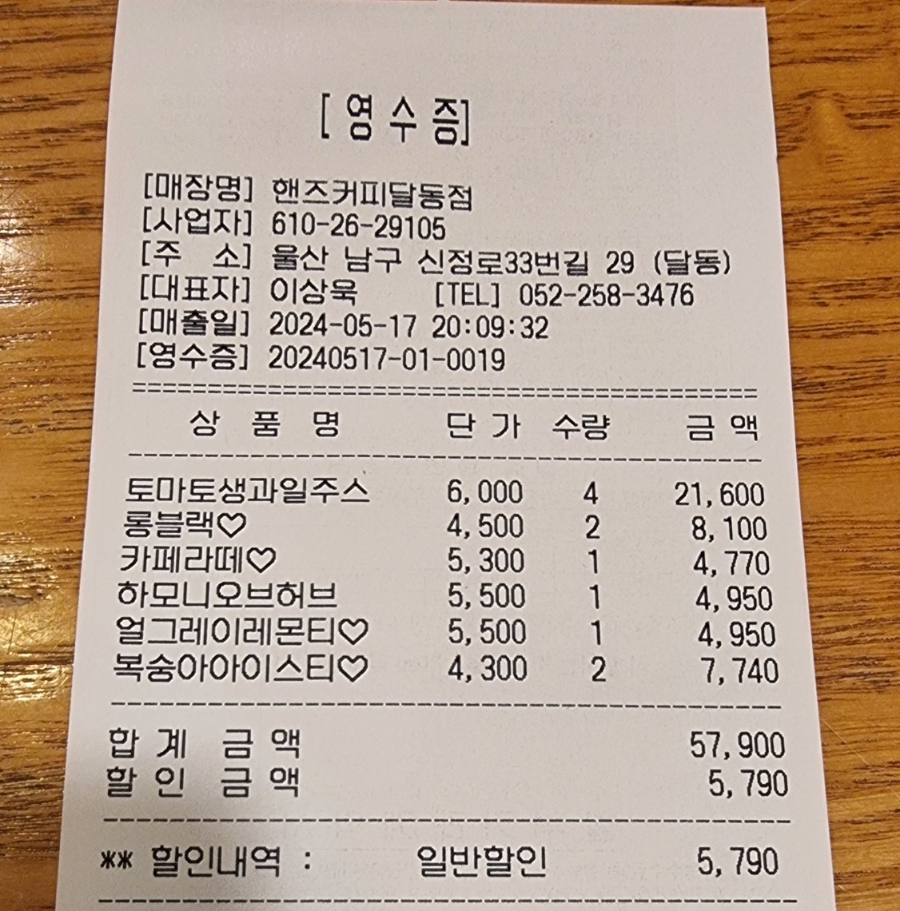 [ 영 수 증]
[매장명] 핸즈커피달동점
[사업자] 610-26-29105
[주 소] 울산 남구 신정로33번길 29 (달동)
[대표자] 이상욱 [TEL] 052-258-3476
[매출일] 2024-05-17 20:09:32
[영수증] 20240517-01-0019
상 품 명 단 가 수량 금 액
토마토생과일주스 6,000 4 21,600
롱블랙♡ 4,500 2 8,100
카페라떼♡ 5,300 1 4,770
하모니오브허브 5,500 1 4,950
얼그레이레몬티♡ 5,500 1 4,950
복숭아아이스티♡ 4,300 2 7,740
합 계 금 액 57,900
할 인 금 액 5,790
** 할인내역 : 일반할인 5,790